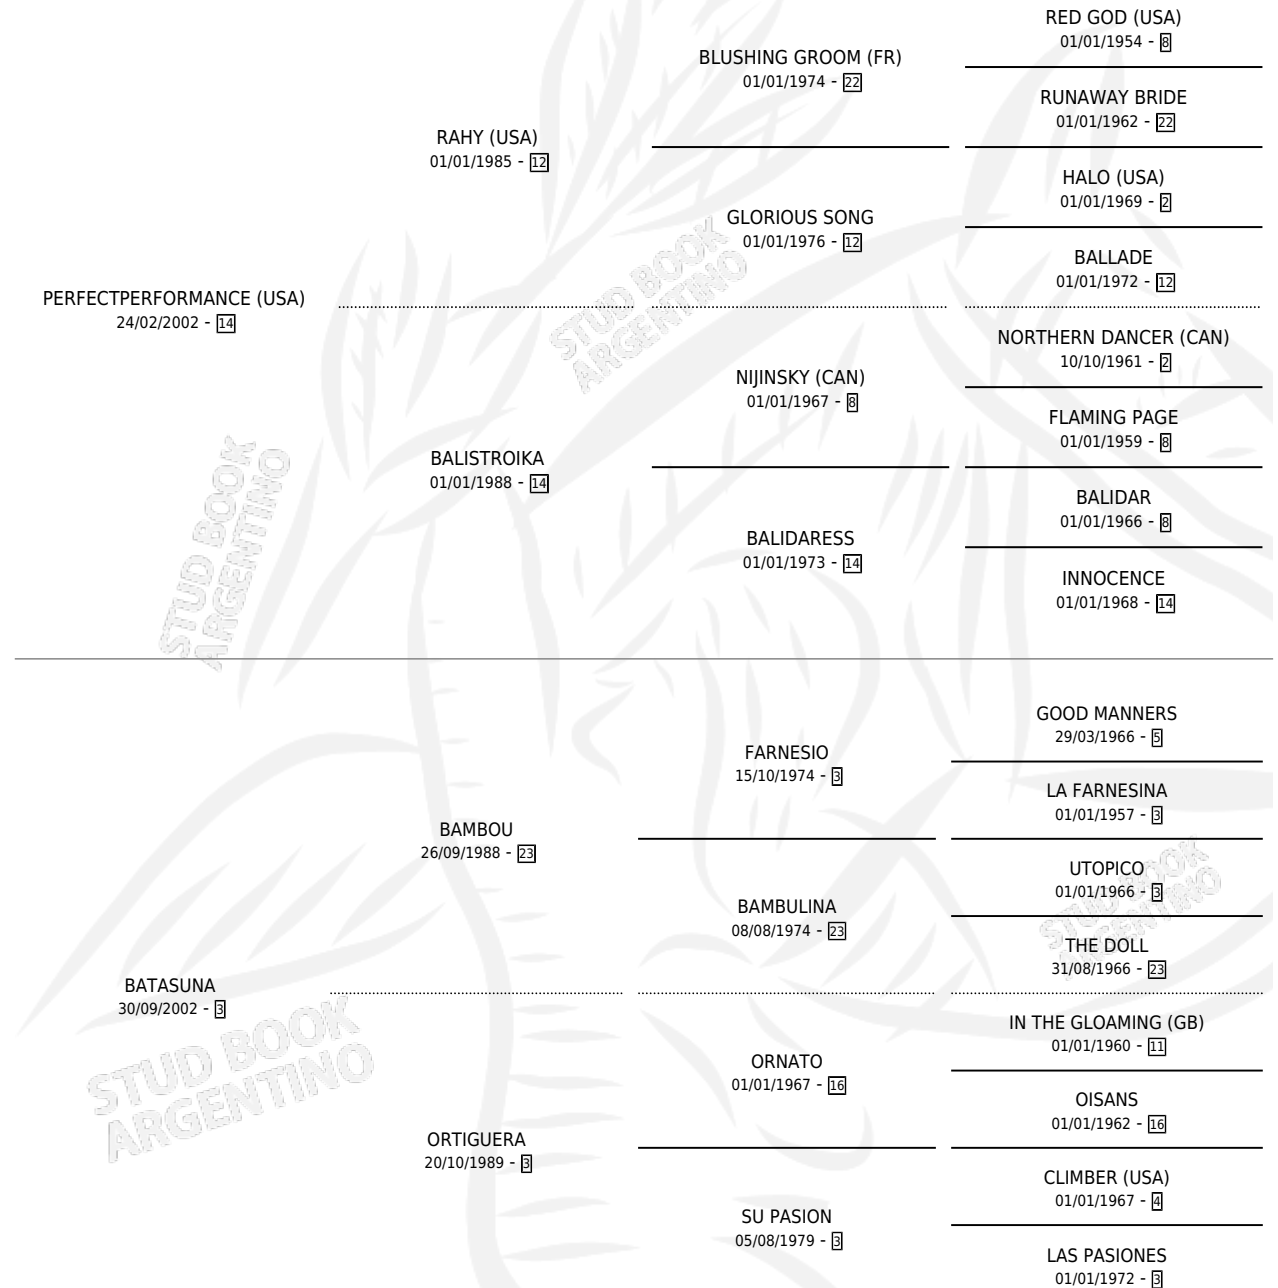 RED GOD (USA)
01/01/1954 - 8
BLUSHING GROOM (FR)
01/01/1974 - 22
RUNAWAY BRIDE
01/01/1962 - 22
RAHY (USA)
01/01/1985 - 12
HALO (USA)
01/01/1969 - 2
GLORIOUS SONG
01/01/1976 - 12
BALLADE
01/01/1972 - 12
PERFECTPERFORMANCE (USA)
24/02/2002 - 14
NORTHERN DANCER (CAN)
10/10/1961 - 2
NIJINSKY (CAN)
01/01/1967 - 8
FLAMING PAGE
01/01/1959 - 8
BALISTROIKA
01/01/1988 - 14
BALIDAR
01/01/1966 - 8
BALIDARESS
01/01/1973 - 14
INNOCENCE
01/01/1968 - 14
GOOD MANNERS
29/03/1966 - 5
FARNESIO
15/10/1974 - 3
LA FARNESINA
01/01/1957 - 3
BAMBOU
26/09/1988 - 23
UTOPICO
01/01/1966 - 3
BAMBULINA
08/08/1974 - 23
THE DOLL
31/08/1966 - 23
BATASUNA
30/09/2002 - 3
IN THE GLOAMING (GB)
01/01/1960 - 11
ORNATO
01/01/1967 - 16
OISANS
01/01/1962 - 16
ORTIGUERA
20/10/1989 - 3
CLIMBER (USA)
01/01/1967 - 4
SU PASION
05/08/1979 - 3
LAS PASIONES
01/01/1972 - 3
STUD BOOK
ARGENTINO
STUD BOOK
ARGENTINO
STUD BOOK
ARGENTINO
STUD BOOK
ARGENTINO